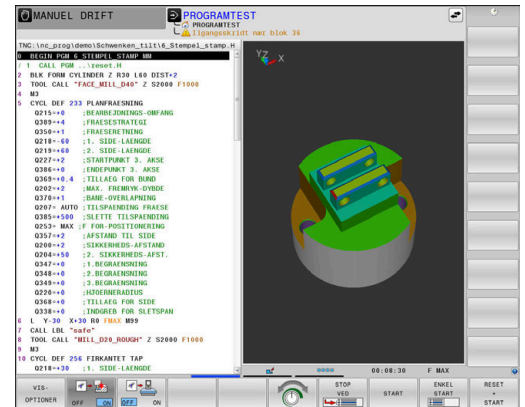 MANUEL DRIFT
PROGRAMTEST
PROGRAMTEST
Ilgangsskridt nær blok 36
TNC:\nc_prog\demo\Schwenken_tilt\6_Stempel_stamp.H
0 BEGIN PGM 6_STEMPEL_STAMP MM
/ 1 CALL PGM ..\reset.H
2 BLK FORM CYLINDER Z R30 L60 DIST+2
3 TOOL CALL "FACE_MILL_D40" Z S2000 F1000
4 M3
5 CYCL DEF 233 PLANFRAESNING
Q215=+0 ;BEARBEJDNINGS-OMFANG
Q389=+4 ;FRAESESTRATEGI
Q350=+1 ;FRAESERETNING
Q218=-60 ;1. SIDE-LAENGDE
Q219=+60 ;2. SIDE-LAENGDE
Q227=+2 ;STARTPUNKT 3. AKSE
Q386=+0 ;ENDEPUNKT 3. AKSE
Q369=+0.4 ;TILLAEG FOR BUND
Q202=+2 ;MAX. FREMRYK-DYBDE
Q370=+1 ;BANE-OVERLAPNING
Q207= AUTO ;TILSPAENDING FRAESE
Q385=+500 ;SLETTE TILSPAENDING
Q253= MAX ;F FOR-POSITIONERING
Q357=+2 ;AFSTAND TIL SIDE
Q200=+2 ;SIKKERHEDS-AFSTAND
Q204=+50 ;2. SIKKERHEDS-AFST.
Q347=+0 ;1.BEGRAENSNING
Q348=+0 ;2.BEGRAENSNING
Q349=+0 ;3.BEGRAENSNING
Q220=+0 ;HJOERNERADIUS
Q368=+0 ;TILLAEG FOR SIDE
Q338=+0 ;INDGREB FOR SLETSPAN
6 L Y-30 X+30 R0 FMAX M99
7 CALL LBL "safe"
8 TOOL CALL "MILL_D20_ROUGH" Z S2000 F1000
9 M3
10 CYCL DEF 256 FIRKANTET TAP
Q218=+30 ;1. SIDE-LAENGDE
YZ X
00:08:30 F MAX
VIS-
OPTIONER
OFF ON
OFF ON
STOP
VED
START
ENKEL
START
RESET
+
START